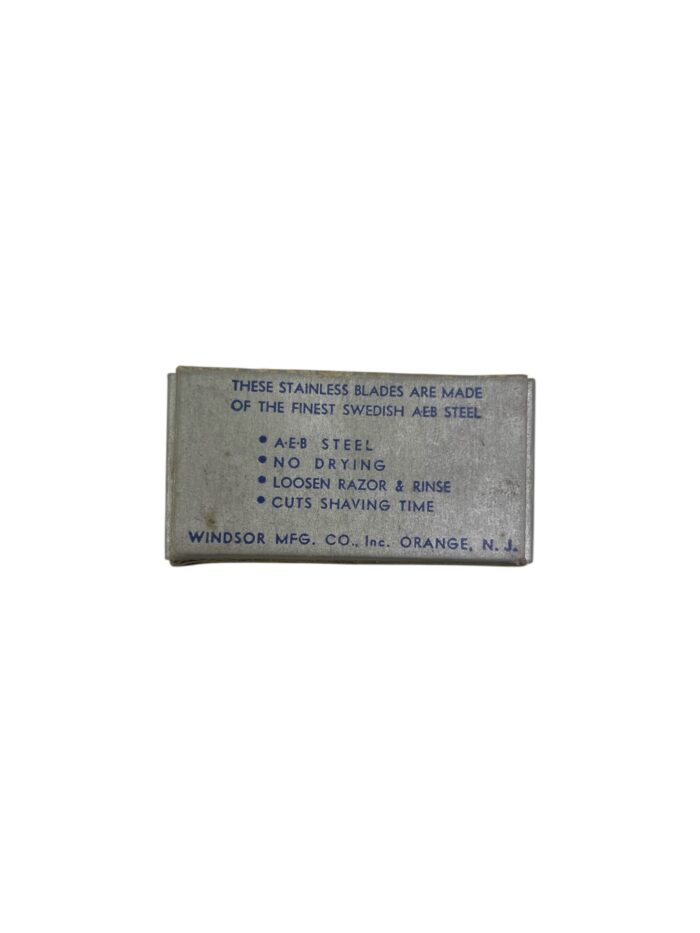 THESE STAINLESS BLADES ARE MADE
OF THE FINEST SWEDISH AEB STEEL
• A·E·B STEEL
• NO DRYING
• LOOSEN RAZOR & RINSE
• CUTS SHAVING TIME
WINDSOR MFG. CO., Inc. ORANGE, N. J.